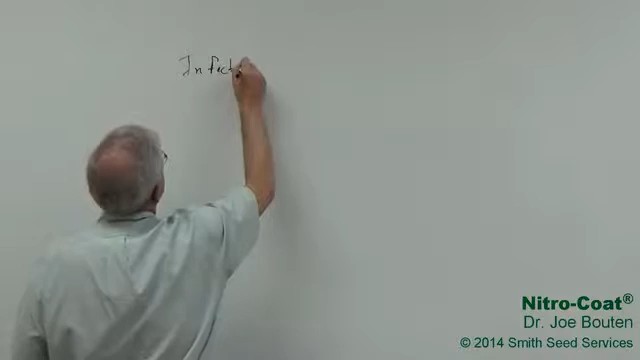 Infect
Nitro-Coat®
Dr. Joe Bouten
© 2014 Smith Seed Services